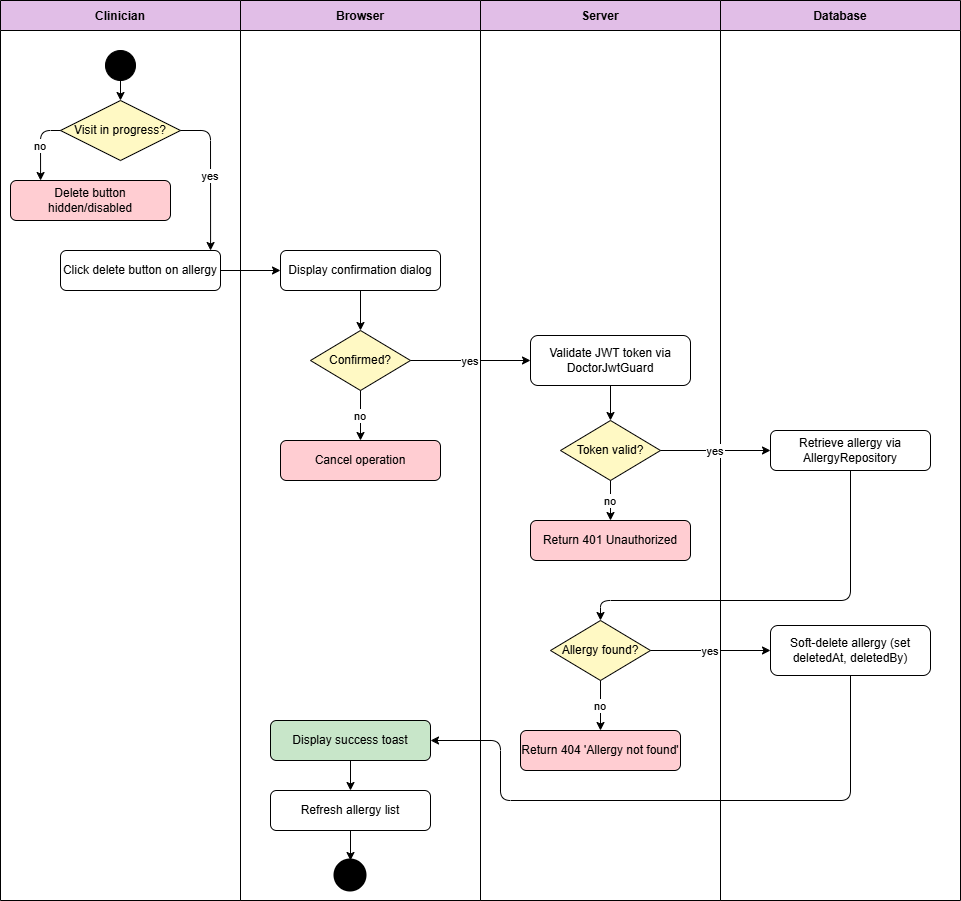 Clinician
Browser
Server
Database
Visit in progress?
no
yes
Delete button
hidden/disabled
Click delete button on allergy
Display confirmation dialog
Confirmed?
yes
no
Cancel operation
Validate JWT token via
DoctorJwtGuard
Token valid?
yes
no
Return 401 Unauthorized
Retrieve allergy via
AllergyRepository
Allergy found?
yes
no
Return 404 'Allergy not found'
Soft-delete allergy (set
deletedAt, deletedBy)
Display success toast
Refresh allergy list